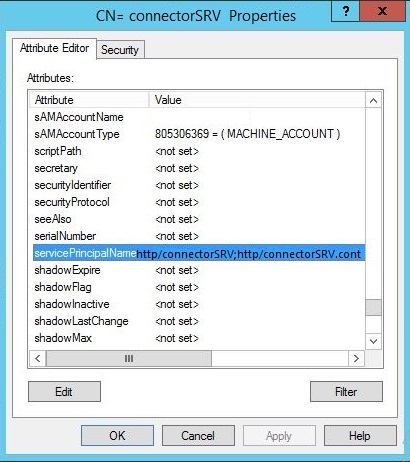 CN= connectorSRV Properties
? x
Attribute Editor Security
Attributes:
Attribute Value
sAMAccountName
sAMAccountType 805306369 = ( MACHINE_ACCOUNT )
scriptPath <not set>
secretary <not set>
securityIdentifier <not set>
securityProtocol <not set>
seeAlso <not set>
serialNumber <not set>
servicePrincipalName http/connectorSRV;http/connectorSRV.cont
shadowExpire <not set>
shadowFlag <not set>
shadowInactive <not set>
shadowLastChange <not set>
shadowMax <not set>
Edit Filter
OK Cancel Apply Help